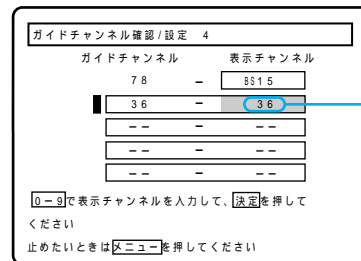 ガイドチャンネル確認/設定 4
ガイドチャンネル 表示チャンネル
78 － BS15
36 － 36
-- － --
-- － --
-- － --
0－9で表示チャンネルを入力して、決定を押して
ください
止めたいときはメニューを押してください